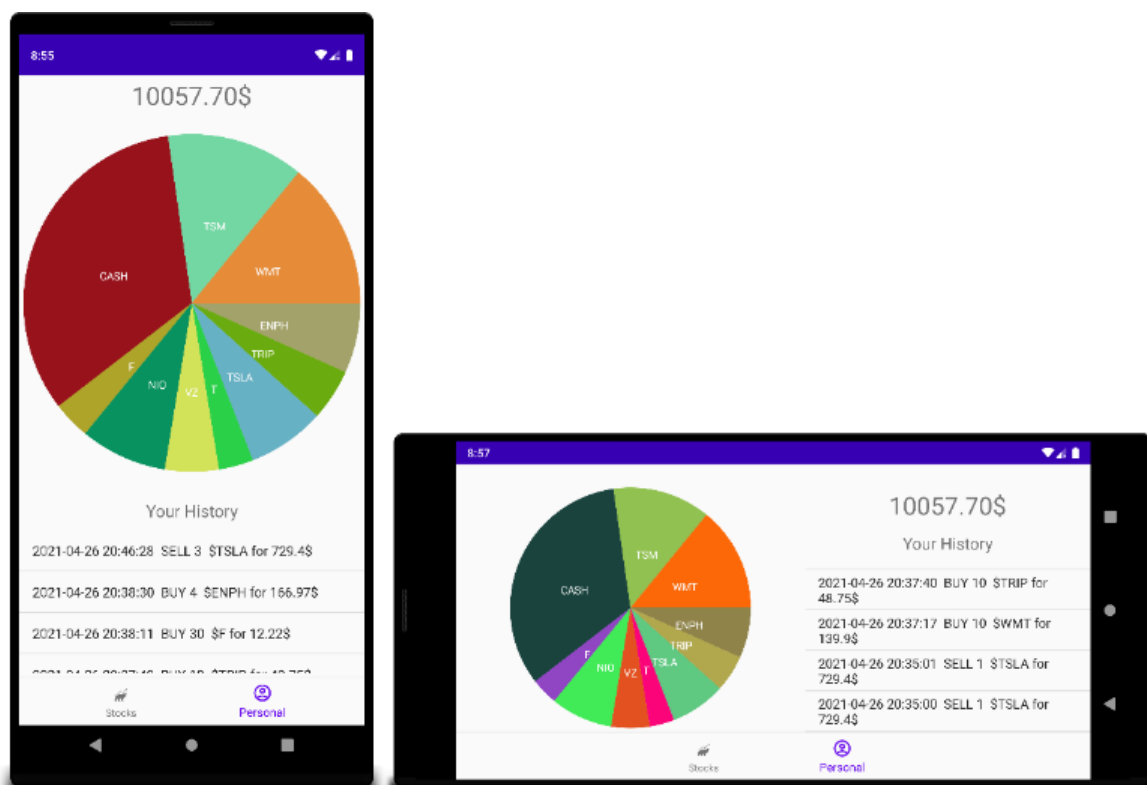 8:55
10057.70$
TSM
CASH
WMT
ENPH
TRIP
F
TSLA
NIO
VZ
T
Your History
2021-04-26 20:46:28 SELL 3 $TSLA for 729.4$
2021-04-26 20:38:30 BUY 4 $ENPH for 166.97$
2021-04-26 20:38:11 BUY 30 $F for 12.22$
Stocks
Personal
8:57
TSM
CASH
WMT
ENPH
TRIP
F
TSLA
NIO
VZ
T
10057.70$
Your History
2021-04-26 20:37:40 BUY 10 $TRIP for
48.75$
2021-04-26 20:37:17 BUY 10 $WMT for
139.9$
2021-04-26 20:35:01 SELL 1 $TSLA for
729.4$
2021-04-26 20:35:00 SELL 1 $TSLA for
729.4$
Stocks
Personal